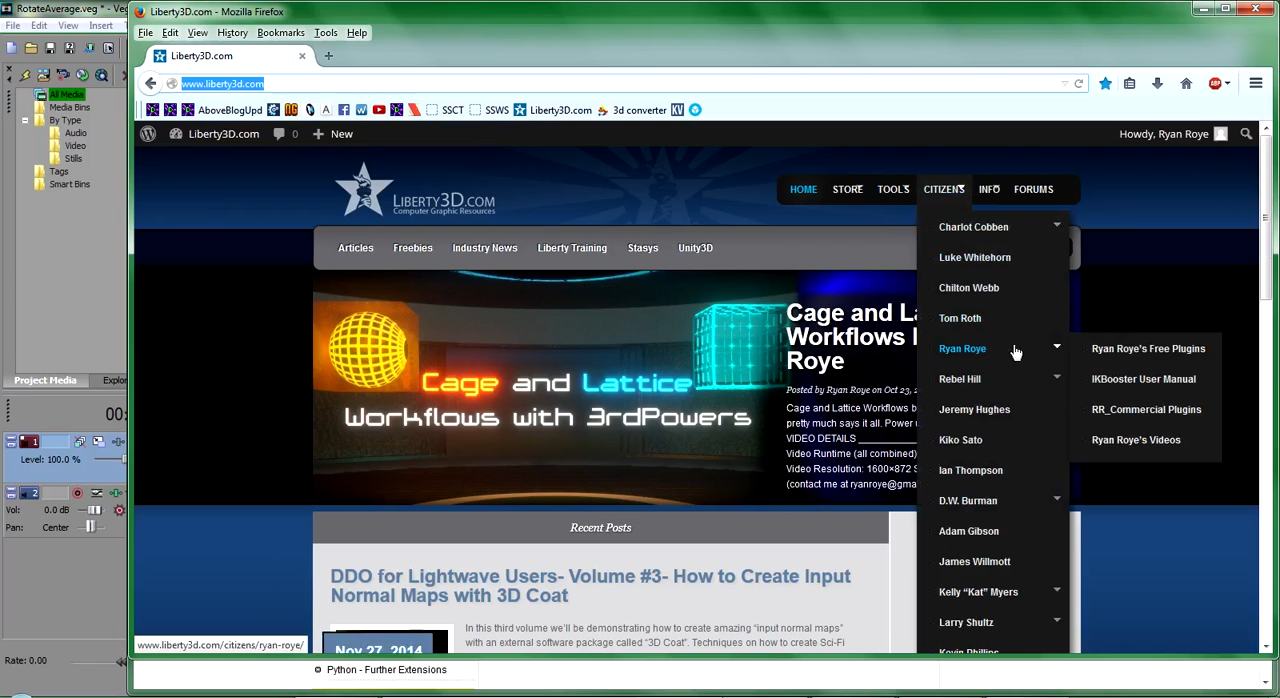 RotateAverage.veg * - Ve
File Edit View Insert
All Media
Media Bins
By Type
Audio
Video
Stills
Tags
Smart Bins
Project Media Explor
00:
1
Level: 100.0 %
2
Vol: 0.0 dB
Pan: Center
Rate: 0.00
Liberty3D.com - Mozilla Firefox
File Edit View History Bookmarks Tools Help
Liberty3D.com
www.liberty3d.com
AboveBlogUpd SSCT SSWS Liberty3D.com 3d converter
Liberty3D.com 0 New Howdy, Ryan Roye
LIBERTY3D.COM
Computer Graphic Resources
HOME STORE TOOLS CITIZENS INFO FORUMS
Articles Freebies Industry News Liberty Training Stasys Unity3D
Charlot Cobben
Luke Whitehorn
Chilton Webb
Tom Roth
Ryan Roye
Rebel Hill
Jeremy Hughes
Kiko Sato
Ian Thompson
D.W. Burman
Adam Gibson
James Willmott
Kelly “Kat” Myers
Larry Shultz
Kevin Phillips
Ryan Roye's Free Plugins
IKBooster User Manual
RR_Commercial Plugins
Ryan Roye's Videos
Cage and Lattice
Workflows with 3rdPowers
Cage and La
Workflows
Roye
Posted by Ryan Roye on Oct 23, 2
Cage and Lattice Workflows b
pretty much says it all. Power u
VIDEO DETAILS
Video Runtime (all combined)
Video Resolution: 1600×872 S
(contact me at ryanroye@gma
Recent Posts
DDO for Lightwave Users- Volume #3- How to Create Input
Normal Maps with 3D Coat
Nov 27, 2014
In this third volume we'll be demonstrating how to create amazing “input normal maps”
with an external software package called “3D Coat”. Techniques on how to create Sci-Fi
www.liberty3d.com/citizens/ryan-roye/
Python - Further Extensions